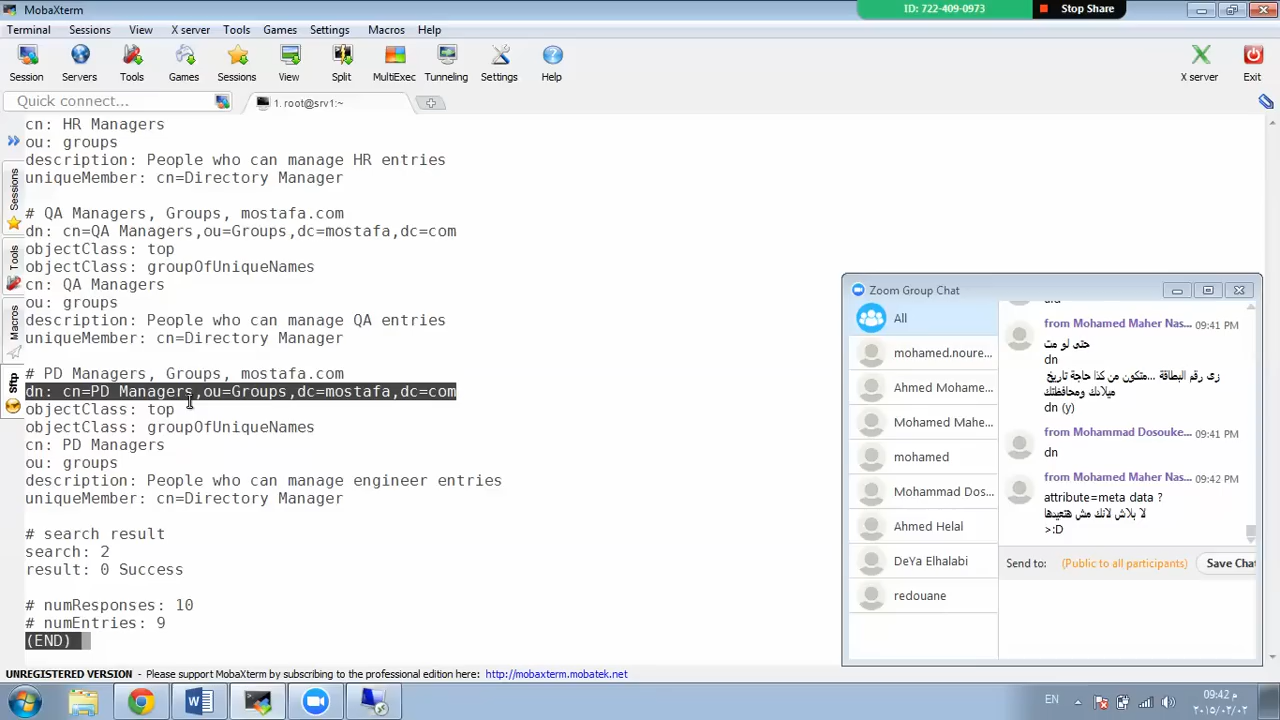 MobaXterm
ID: 722-409-0973
Stop Share
Terminal Sessions View X server Tools Games Settings Macros Help
Session Servers Tools Games Sessions View Split MultiExec Tunneling Settings Help X server Exit
Quick connect...
1. root@srv1:~
Sessions
Tools
Macros
Sftp
cn: HR Managers
ou: groups
description: People who can manage HR entries
uniqueMember: cn=Directory Manager
# QA Managers, Groups, mostafa.com
dn: cn=QA Managers,ou=Groups,dc=mostafa,dc=com
objectClass: top
objectClass: groupOfUniqueNames
cn: QA Managers
ou: groups
description: People who can manage QA entries
uniqueMember: cn=Directory Manager
# PD Managers, Groups, mostafa.com
dn: cn=PD Managers,ou=Groups,dc=mostafa,dc=com
objectClass: top
objectClass: groupOfUniqueNames
cn: PD Managers
ou: groups
description: People who can manage engineer entries
uniqueMember: cn=Directory Manager
# search result
search: 2
result: 0 Success
# numResponses: 10
# numEntries: 9
(END)
Zoom Group Chat
All
mohamed.noure...
Ahmed Mohame...
Mohamed Mahe...
mohamed
Mohammad Dos...
Ahmed Helal
DeYa Elhalabi
redouane
from Mohamed Maher Nas... 09:41 PM
حتى لو مت
dn
زى رقم البطاقة ...متكون من كذا حاجة تاريخ
ميلادك ومحافظتك
dn (y)
from Mohammad Dosouke... 09:41 PM
dn
from Mohamed Maher Nas... 09:42 PM
attribute=meta data ?
لا بلاش لانك مش هتعيدها
>:D
Send to: (Public to all participants) Save Chat
UNREGISTERED VERSION - Please support MobaXterm by subscribing to the professional edition here: http://mobaxterm.mobatek.net
EN
09:42 م
٢٠١٥/٠٢/٠٢